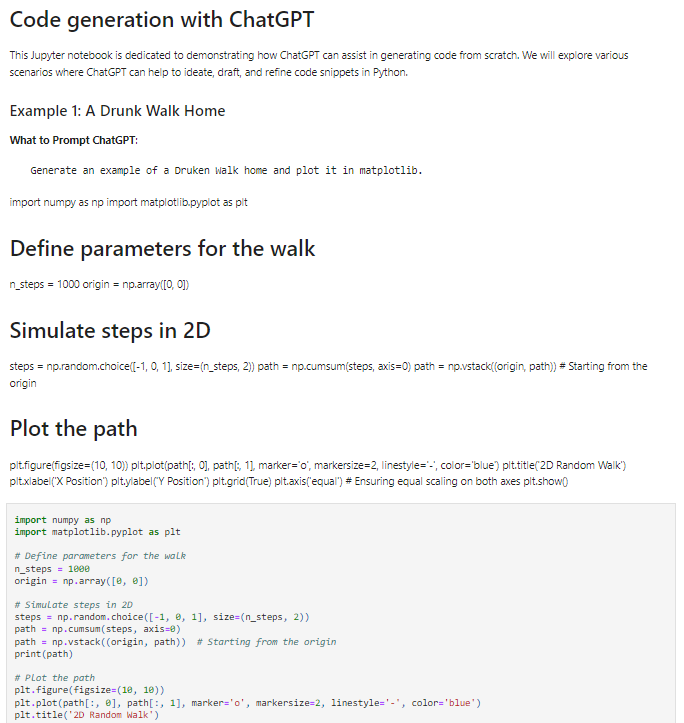 Code generation with ChatGPT
This Jupyter notebook is dedicated to demonstrating how ChatGPT can assist in generating code from scratch. We will explore various
scenarios where ChatGPT can help to ideate, draft, and refine code snippets in Python.
Example 1: A Drunk Walk Home
What to Prompt ChatGPT:
Generate an example of a Druken Walk home and plot it in matplotlib.
import numpy as np import matplotlib.pyplot as plt
Define parameters for the walk
n_steps = 1000 origin = np.array([0, 0])
Simulate steps in 2D
steps = np.random.choice([-1, 0, 1], size=(n_steps, 2)) path = np.cumsum(steps, axis=0) path = np.vstack((origin, path)) # Starting from the
origin
Plot the path
plt.figure(figsize=(10, 10)) plt.plot(path[:, 0], path[:, 1], marker='o', markersize=2, linestyle='-', color='blue') plt.title('2D Random Walk')
plt.xlabel('X Position') plt.ylabel('Y Position') plt.grid(True) plt.axis('equal') # Ensuring equal scaling on both axes plt.show()
import numpy as np
import matplotlib.pyplot as plt
# Define parameters for the walk
n_steps = 1000
origin = np.array([0, 0])
# Simulate steps in 2D
steps = np.random.choice([-1, 0, 1], size=(n_steps, 2))
path = np.cumsum(steps, axis=0)
path = np.vstack((origin, path))  # Starting from the origin
print(path)
# Plot the path
plt.figure(figsize=(10, 10))
plt.plot(path[:, 0], path[:, 1], marker='o', markersize=2, linestyle='-', color='blue')
plt.title('2D Random Walk')